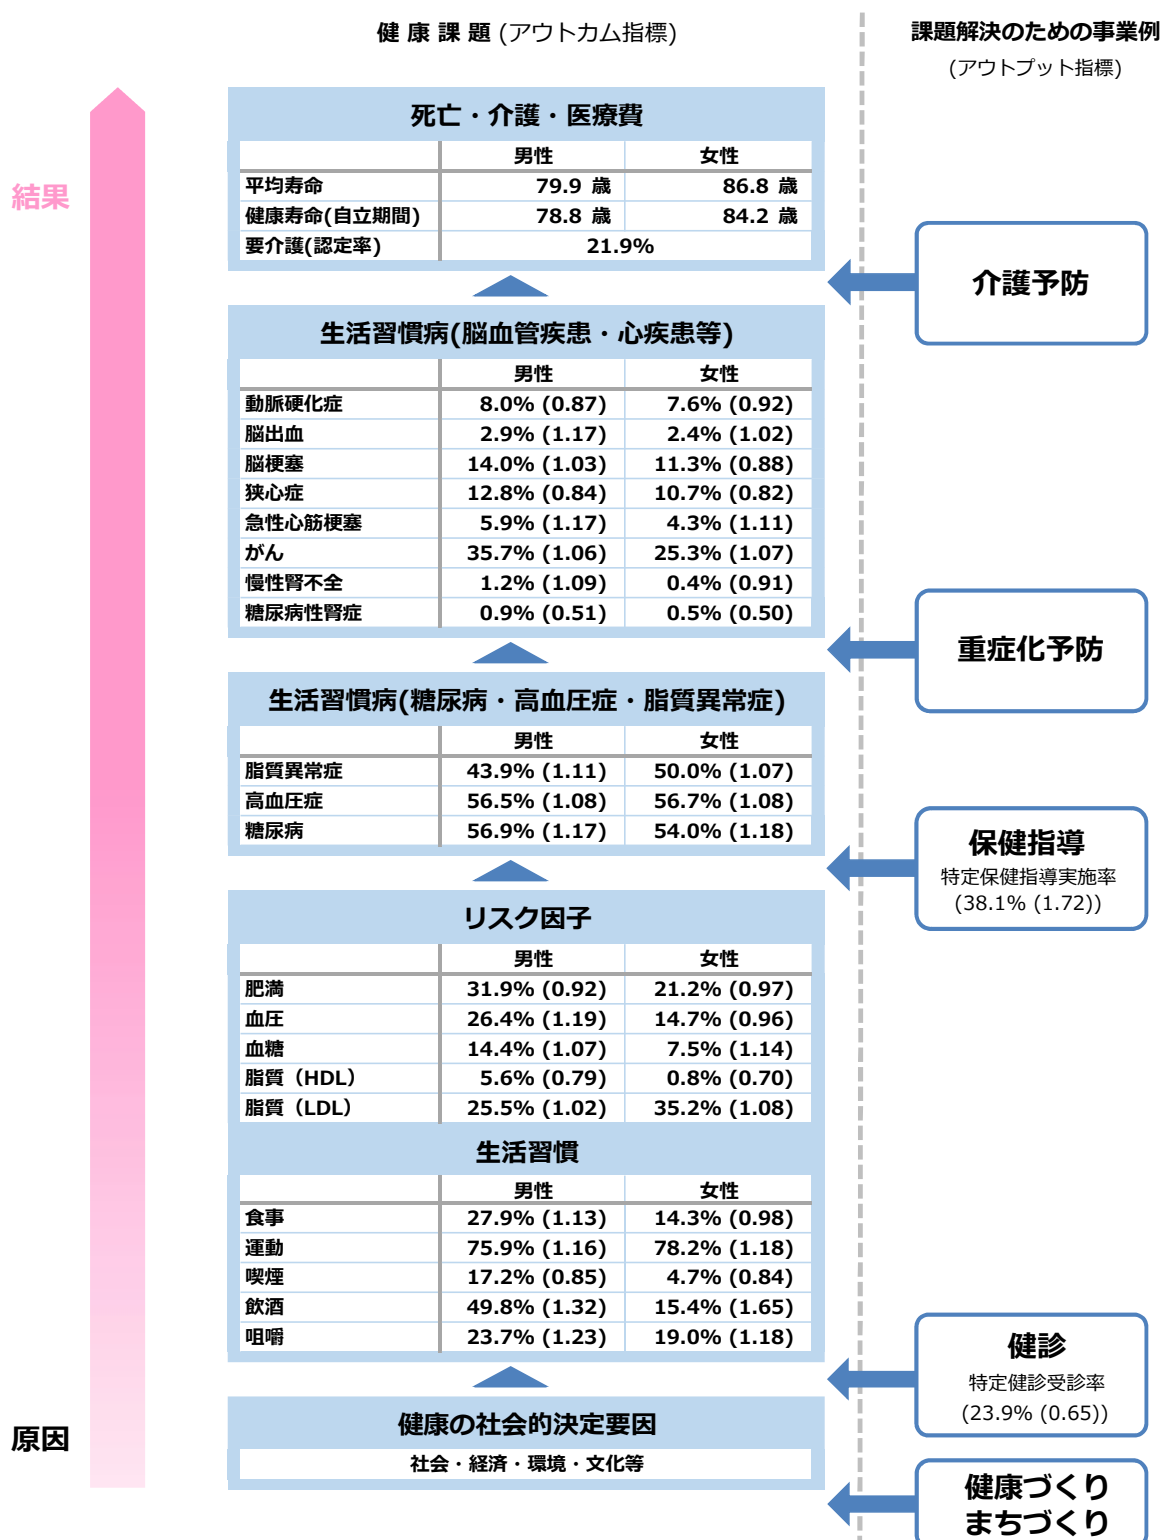 健 康 課 題 (アウトカム指標)
課題解決のための事業例
(アウトプット指標)
結果
原因
死亡・介護・医療費
男性 女性
平均寿命 79.9 歳 86.8 歳
健康寿命(自立期間) 78.8 歳 84.2 歳
要介護(認定率) 21.9%
介護予防
生活習慣病(脳血管疾患・心疾患等)
男性 女性
動脈硬化症 8.0% (0.87) 7.6% (0.92)
脳出血 2.9% (1.17) 2.4% (1.02)
脳梗塞 14.0% (1.03) 11.3% (0.88)
狭心症 12.8% (0.84) 10.7% (0.82)
急性心筋梗塞 5.9% (1.17) 4.3% (1.11)
がん 35.7% (1.06) 25.3% (1.07)
慢性腎不全 1.2% (1.09) 0.4% (0.91)
糖尿病性腎症 0.9% (0.51) 0.5% (0.50)
重症化予防
生活習慣病(糖尿病・高血圧症・脂質異常症)
男性 女性
脂質異常症 43.9% (1.11) 50.0% (1.07)
高血圧症 56.5% (1.08) 56.7% (1.08)
糖尿病 56.9% (1.17) 54.0% (1.18)
保健指導
特定保健指導実施率
(38.1% (1.72))
リスク因子
男性 女性
肥満 31.9% (0.92) 21.2% (0.97)
血圧 26.4% (1.19) 14.7% (0.96)
血糖 14.4% (1.07) 7.5% (1.14)
脂質（HDL） 5.6% (0.79) 0.8% (0.70)
脂質（LDL） 25.5% (1.02) 35.2% (1.08)
生活習慣
男性 女性
食事 27.9% (1.13) 14.3% (0.98)
運動 75.9% (1.16) 78.2% (1.18)
喫煙 17.2% (0.85) 4.7% (0.84)
飲酒 49.8% (1.32) 15.4% (1.65)
咀嚼 23.7% (1.23) 19.0% (1.18)
健診
特定健診受診率
(23.9% (0.65))
健康の社会的決定要因
社会・経済・環境・文化等
健康づくり
まちづくり